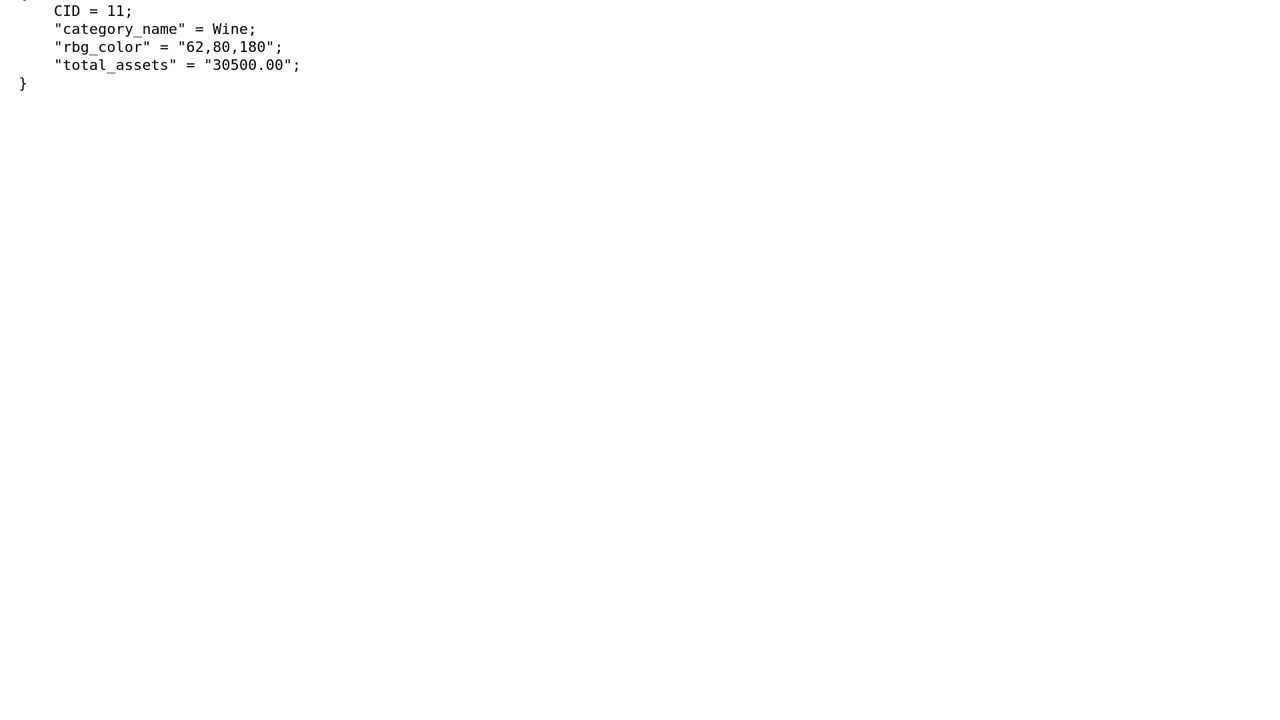 CID = 11;
"category_name" = Wine;
"rbg_color" = "62,80,180";
"total_assets" = "30500.00";
}